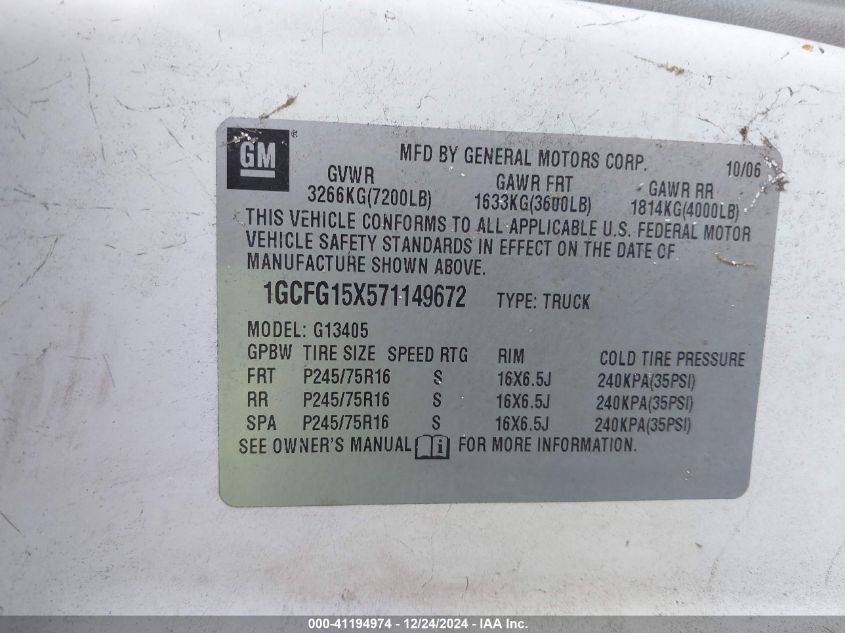 GM ®
MFD BY GENERAL MOTORS CORP. 10/06
GVWR GAWR FRT GAWR RR
3266KG(7200LB) 1633KG(3600LB) 1814KG(4000LB)
THIS VEHICLE CONFORMS TO ALL APPLICABLE U.S. FEDERAL MOTOR
VEHICLE SAFETY STANDARDS IN EFFECT ON THE DATE OF
MANUFACTURE SHOWN ABOVE.
1GCFG15X571149672 TYPE: TRUCK
MODEL: G13405
GPBW TIRE SIZE SPEED RTG RIM COLD TIRE PRESSURE
FRT P245/75R16 S 16X6.5J 240KPA(35PSI)
RR P245/75R16 S 16X6.5J 240KPA(35PSI)
SPA P245/75R16 S 16X6.5J 240KPA(35PSI)
SEE OWNER'S MANUAL i FOR MORE INFORMATION.
000-41194974 - 12/24/2024 - IAA Inc.